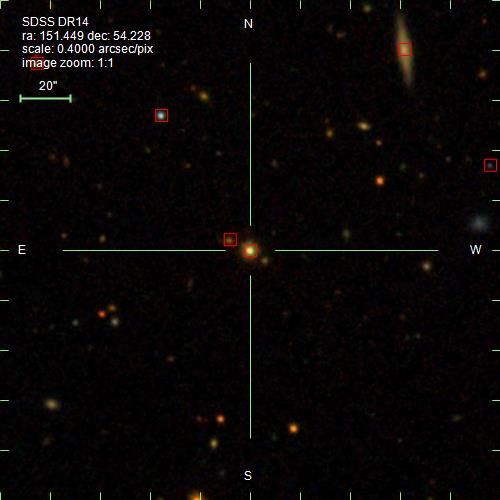 SDSS DR14
ra: 151.449 dec: 54.228
scale: 0.4000 arcsec/pix
image zoom: 1:1
20"
N
E
W
S